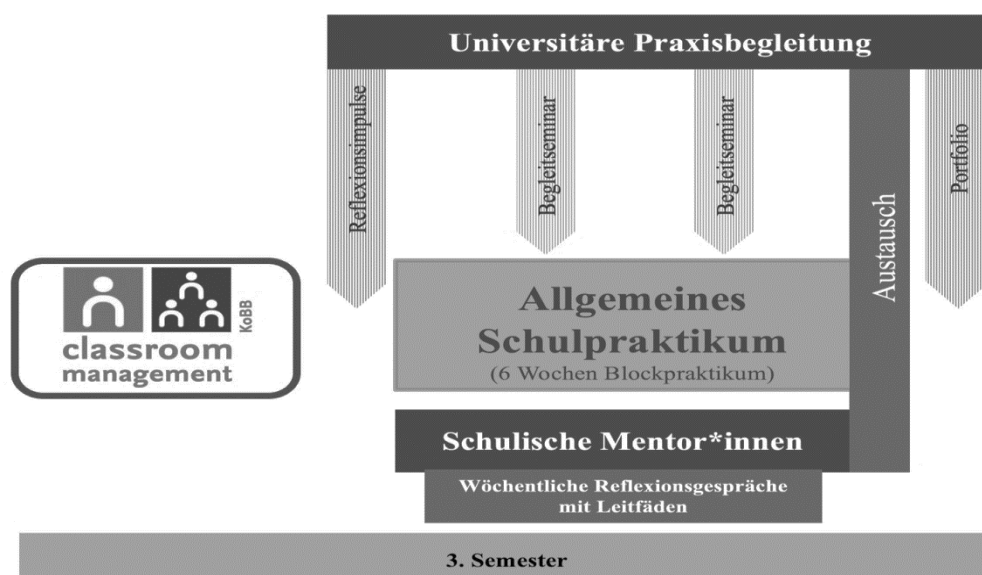 Universitäre Praxisbegleitung
Reflexionsimpulse
Begleitseminar
Begleitseminar
Austausch
Portfolio
KoBB
classroom
management
Allgemeines
Schulpraktikum
(6 Wochen Blockpraktikum)
Schulische Mentor*innen
Wöchentliche Reflexionsgespräche
mit Leitfäden
3. Semester